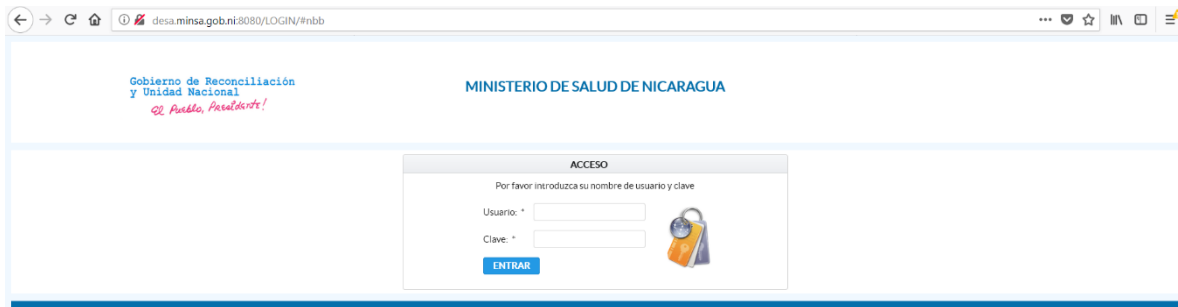 desa.minsa.gob.ni:8080/LOGIN/#nbb
Gobierno de Reconciliación
y Unidad Nacional
El Pueblo, Presidente!
MINISTERIO DE SALUD DE NICARAGUA
ACCESO
Por favor introduzca su nombre de usuario y clave
Usuario: *
Clave: *
ENTRAR